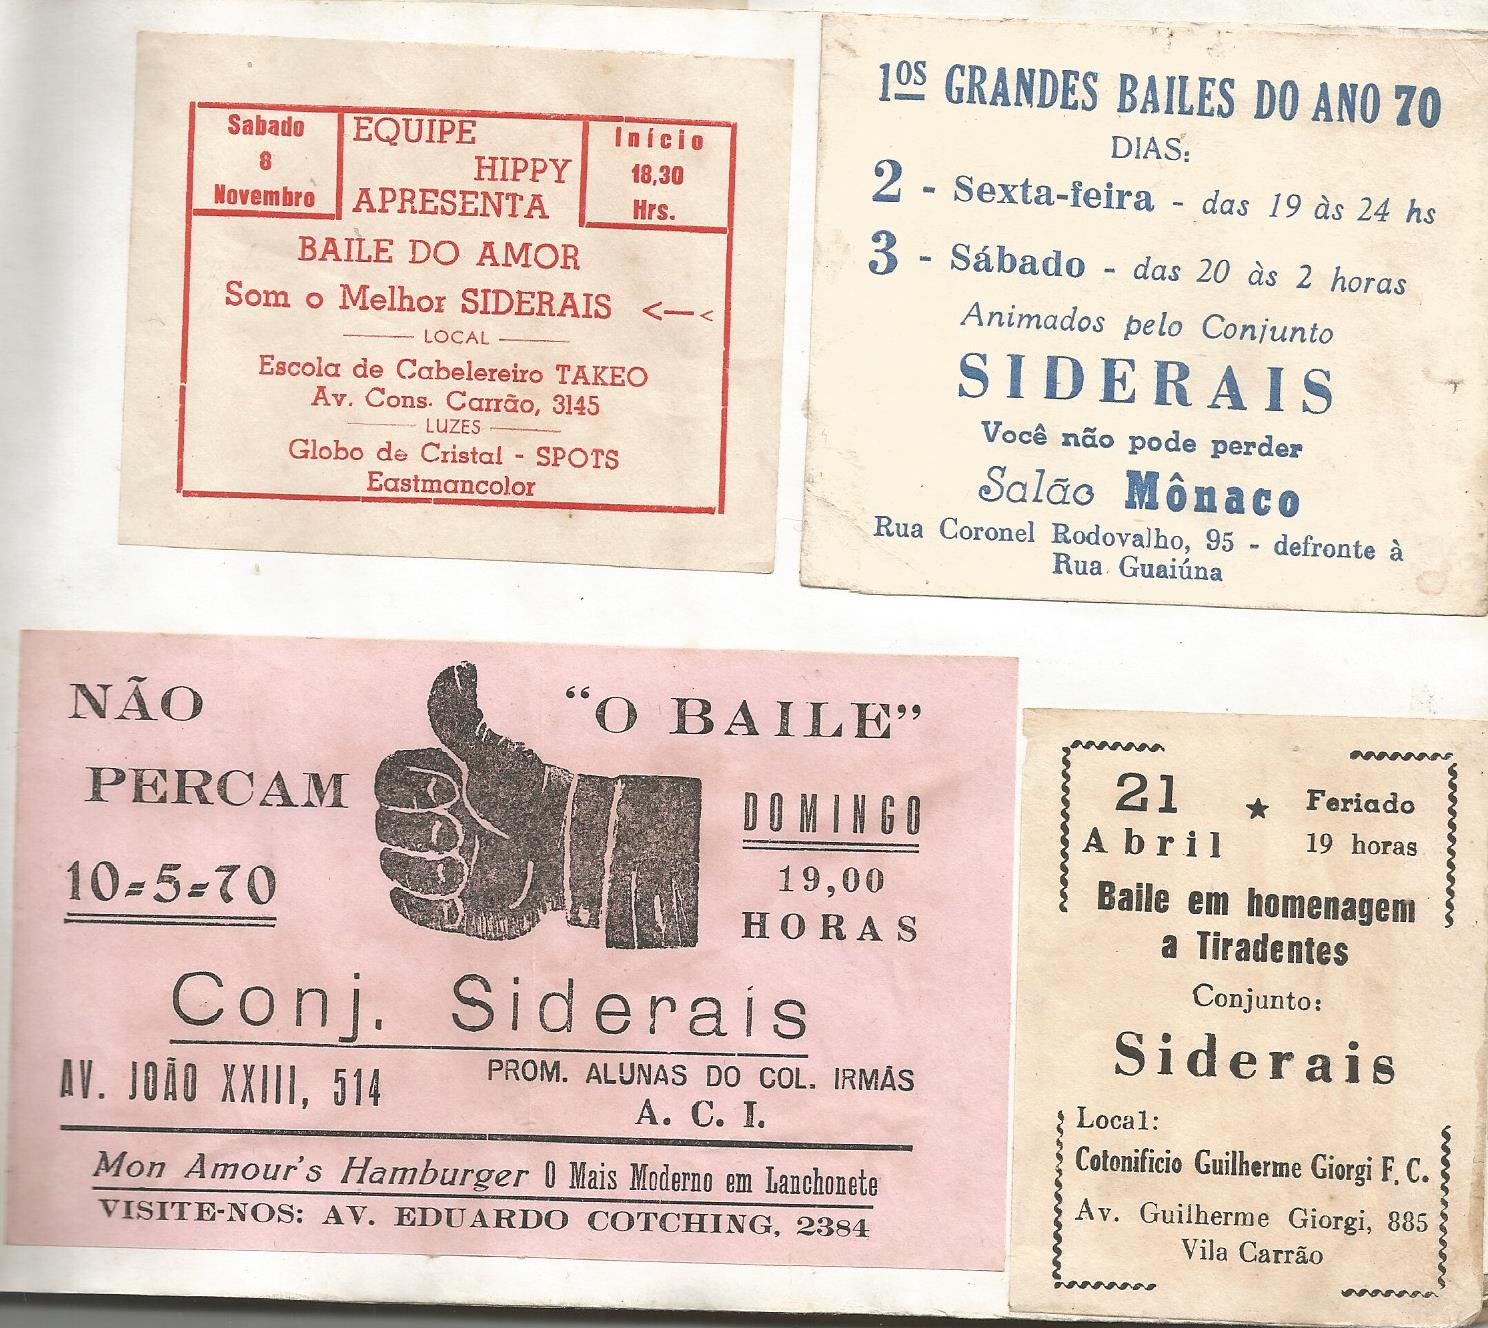 Sabado
8
Novembro
EQUIPE
HIPPY
APRESENTA
Início
18,30
Hrs.
BAILE DO AMOR
Som o Melhor SIDERAIS <—<
LOCAL
Escola de Cabelereiro TAKEO
Av. Cons. Carrão, 3145
LUZES
Globo de Cristal - SPOTS
Eastmancolor
1os GRANDES BAILES DO ANO 70
DIAS:
2 - Sexta-feira - das 19 às 24 hs
3 - Sábado - das 20 às 2 horas
Animados pelo Conjunto
SIDERAIS
Você não pode perder
Salão Mônaco
Rua Coronel Rodovalho, 95 - defronte à
Rua Guaiúna
NÃO
PERCAM
10=5=70
"O BAILE"
DOMINGO
19,00
HORAS
Conj. Siderais
AV. JOÃO XXIII, 514
PROM. ALUNAS DO COL. IRMÃS
A. C. I.
Mon Amour's Hamburger O Mais Moderno em Lanchonete
VISITE-NOS: AV. EDUARDO COTCHING, 2384
21 ★ Feriado
Abril 19 horas
Baile em homenagem
a Tiradentes
Conjunto:
Siderais
Local:
Cotonificio Guilherme Giorgi F. C.
Av. Guilherme Giorgi, 885
Vila Carrão